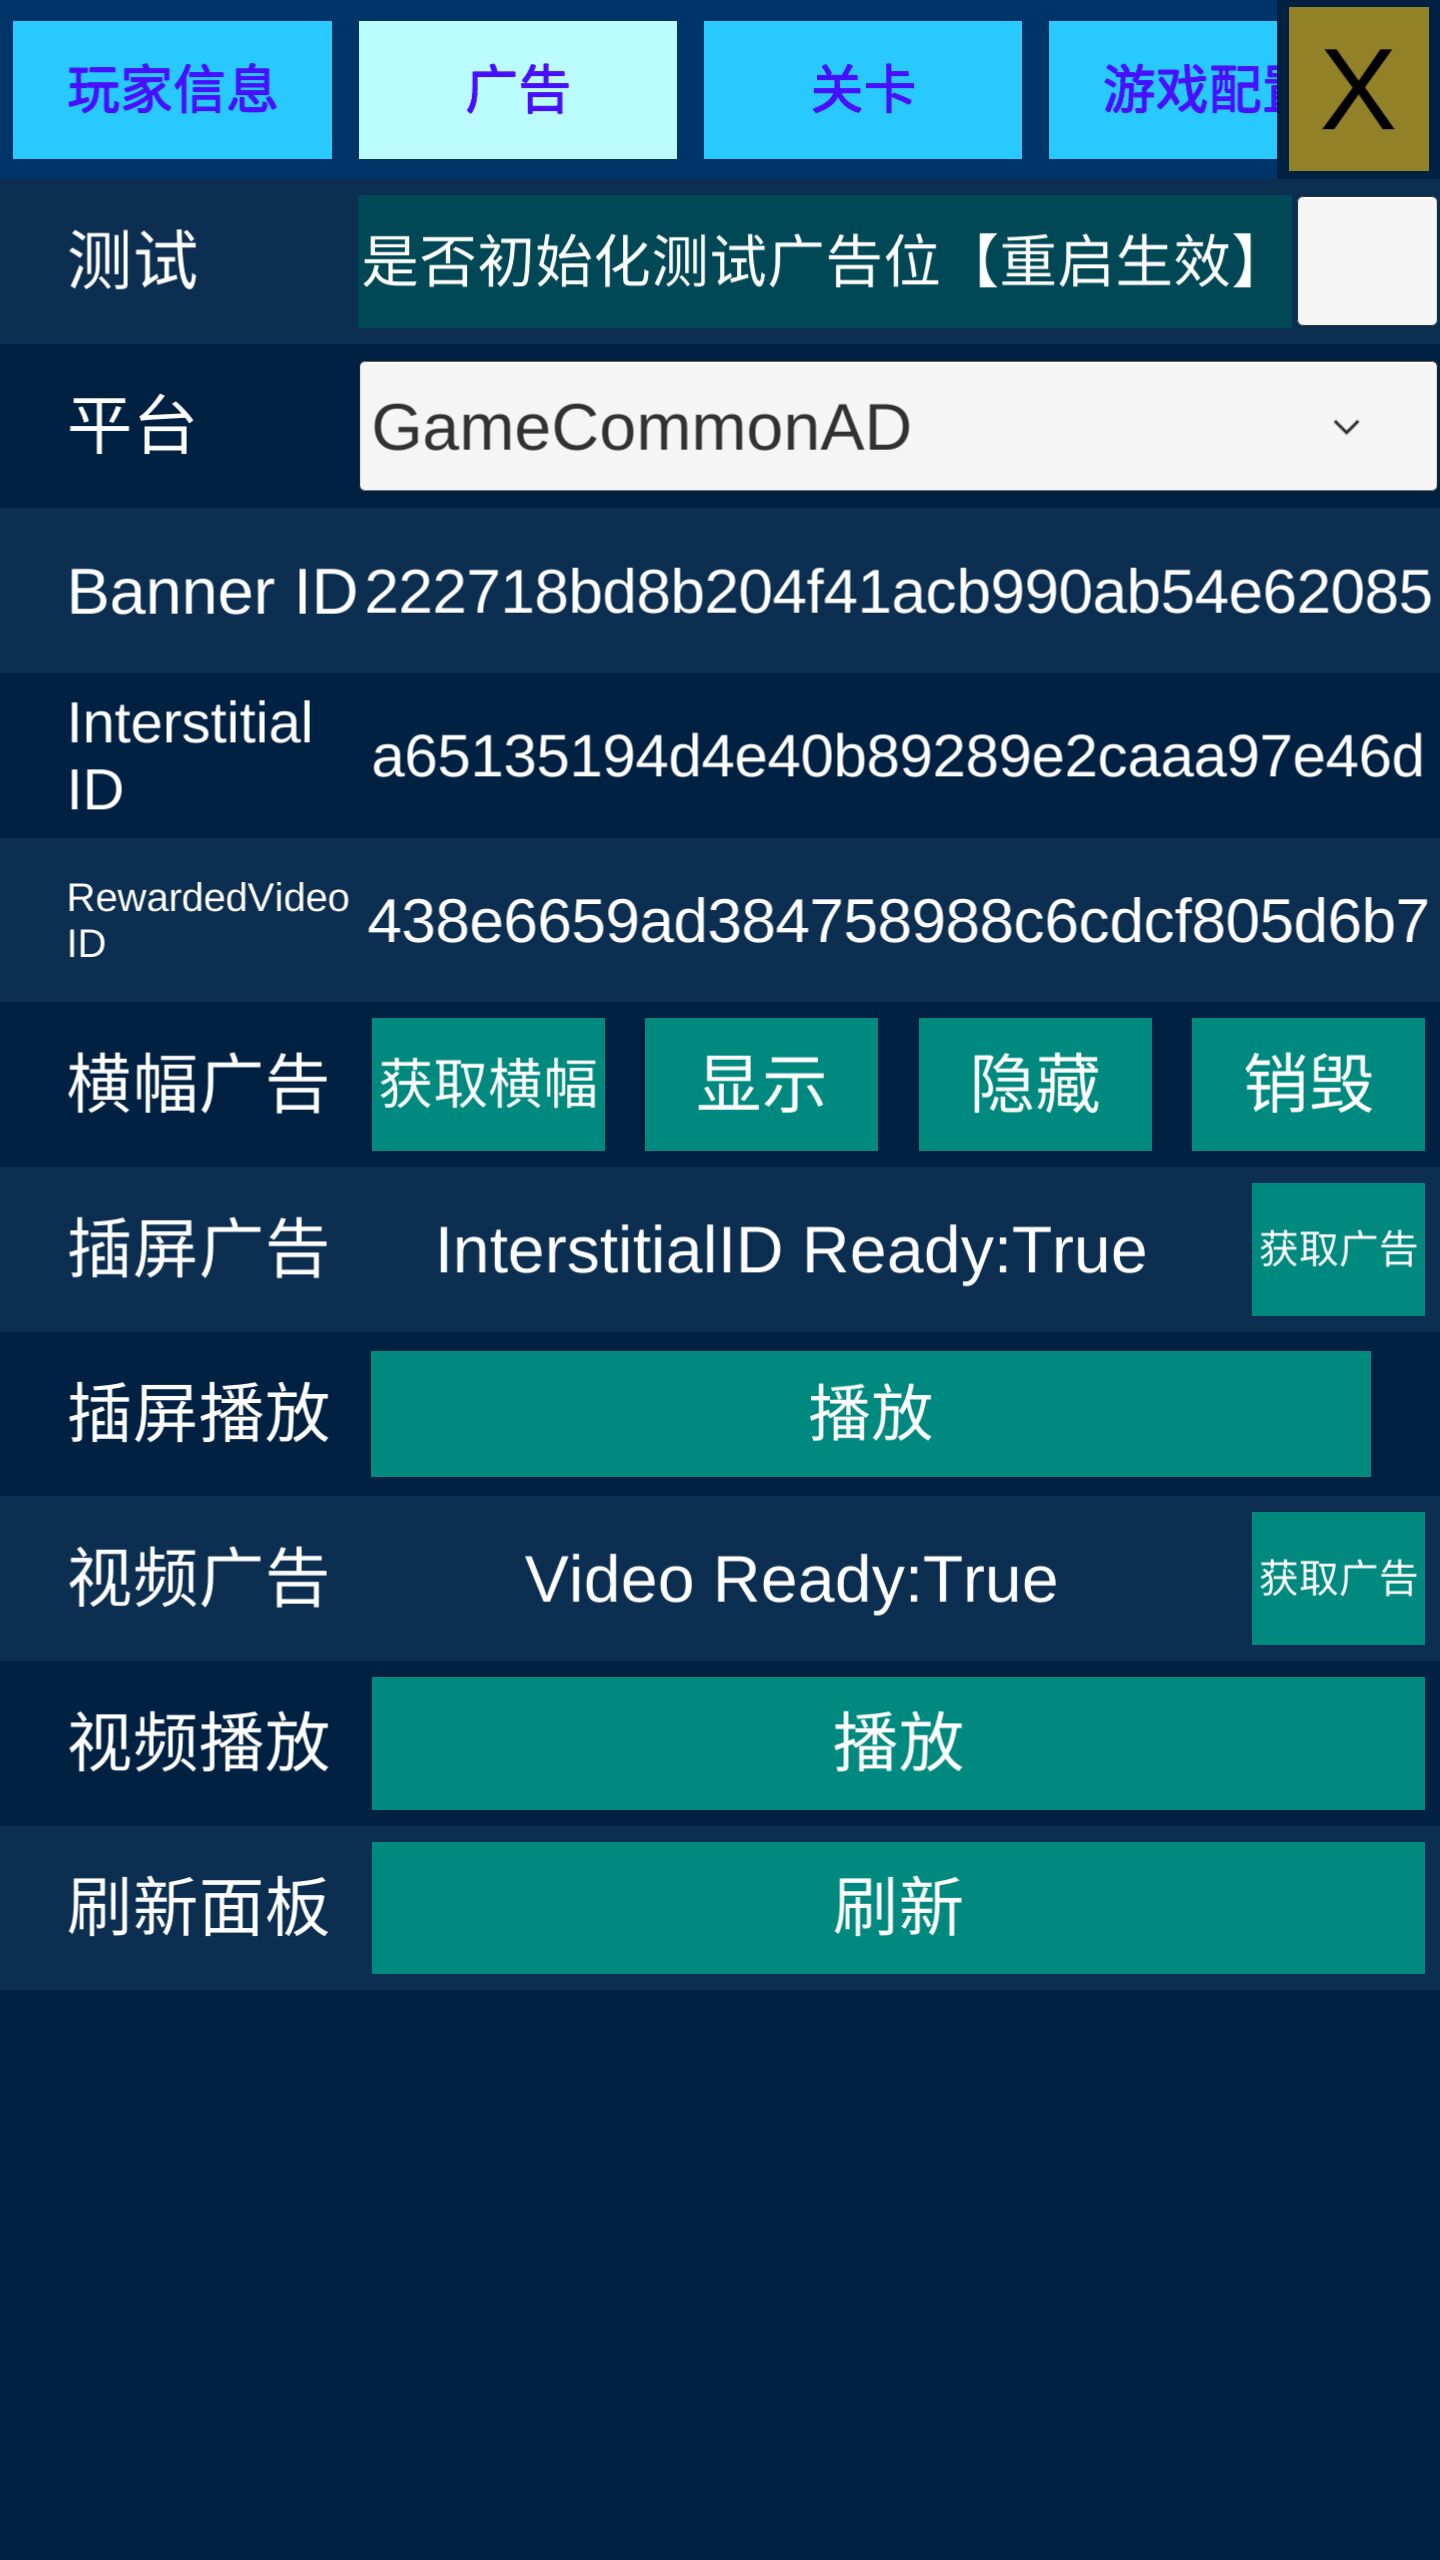 玩家信息
广告
关卡
游戏配
X
测试
是否初始化测试广告位【重启生效】
平台
GameCommonAD
Banner ID
222718bd8b204f41acb990ab54e62085
Interstitial
ID
a65135194d4e40b89289e2caaa97e46d
RewardedVideo
ID
438e6659ad384758988c6cdcf805d6b7
横幅广告
获取横幅
显示
隐藏
销毁
插屏广告
InterstitialID Ready:True
获取广告
插屏播放
播放
视频广告
Video Ready:True
获取广告
视频播放
播放
刷新面板
刷新